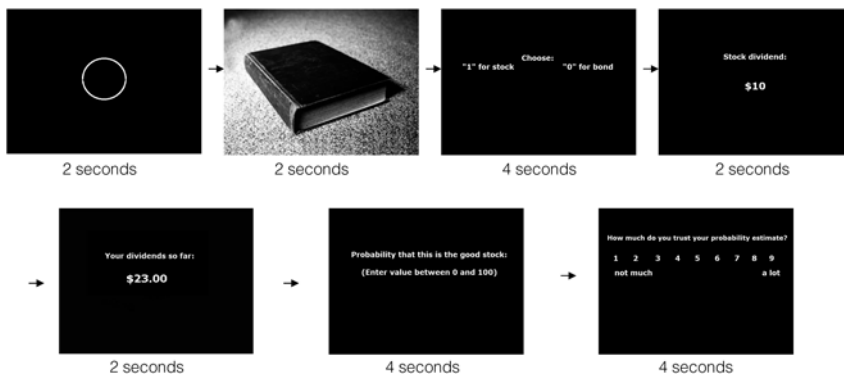 Choose:
"1" for stock "0" for bond
Stock dividend:
$10
2 seconds 2 seconds 4 seconds 2 seconds
Your dividends so far:
$23.00
Probability that this is the good stock:
(Enter value between 0 and 100)
How much do you trust your probability estimate?
1 2 3 4 5 6 7 8 9
not much a lot
2 seconds 4 seconds 4 seconds